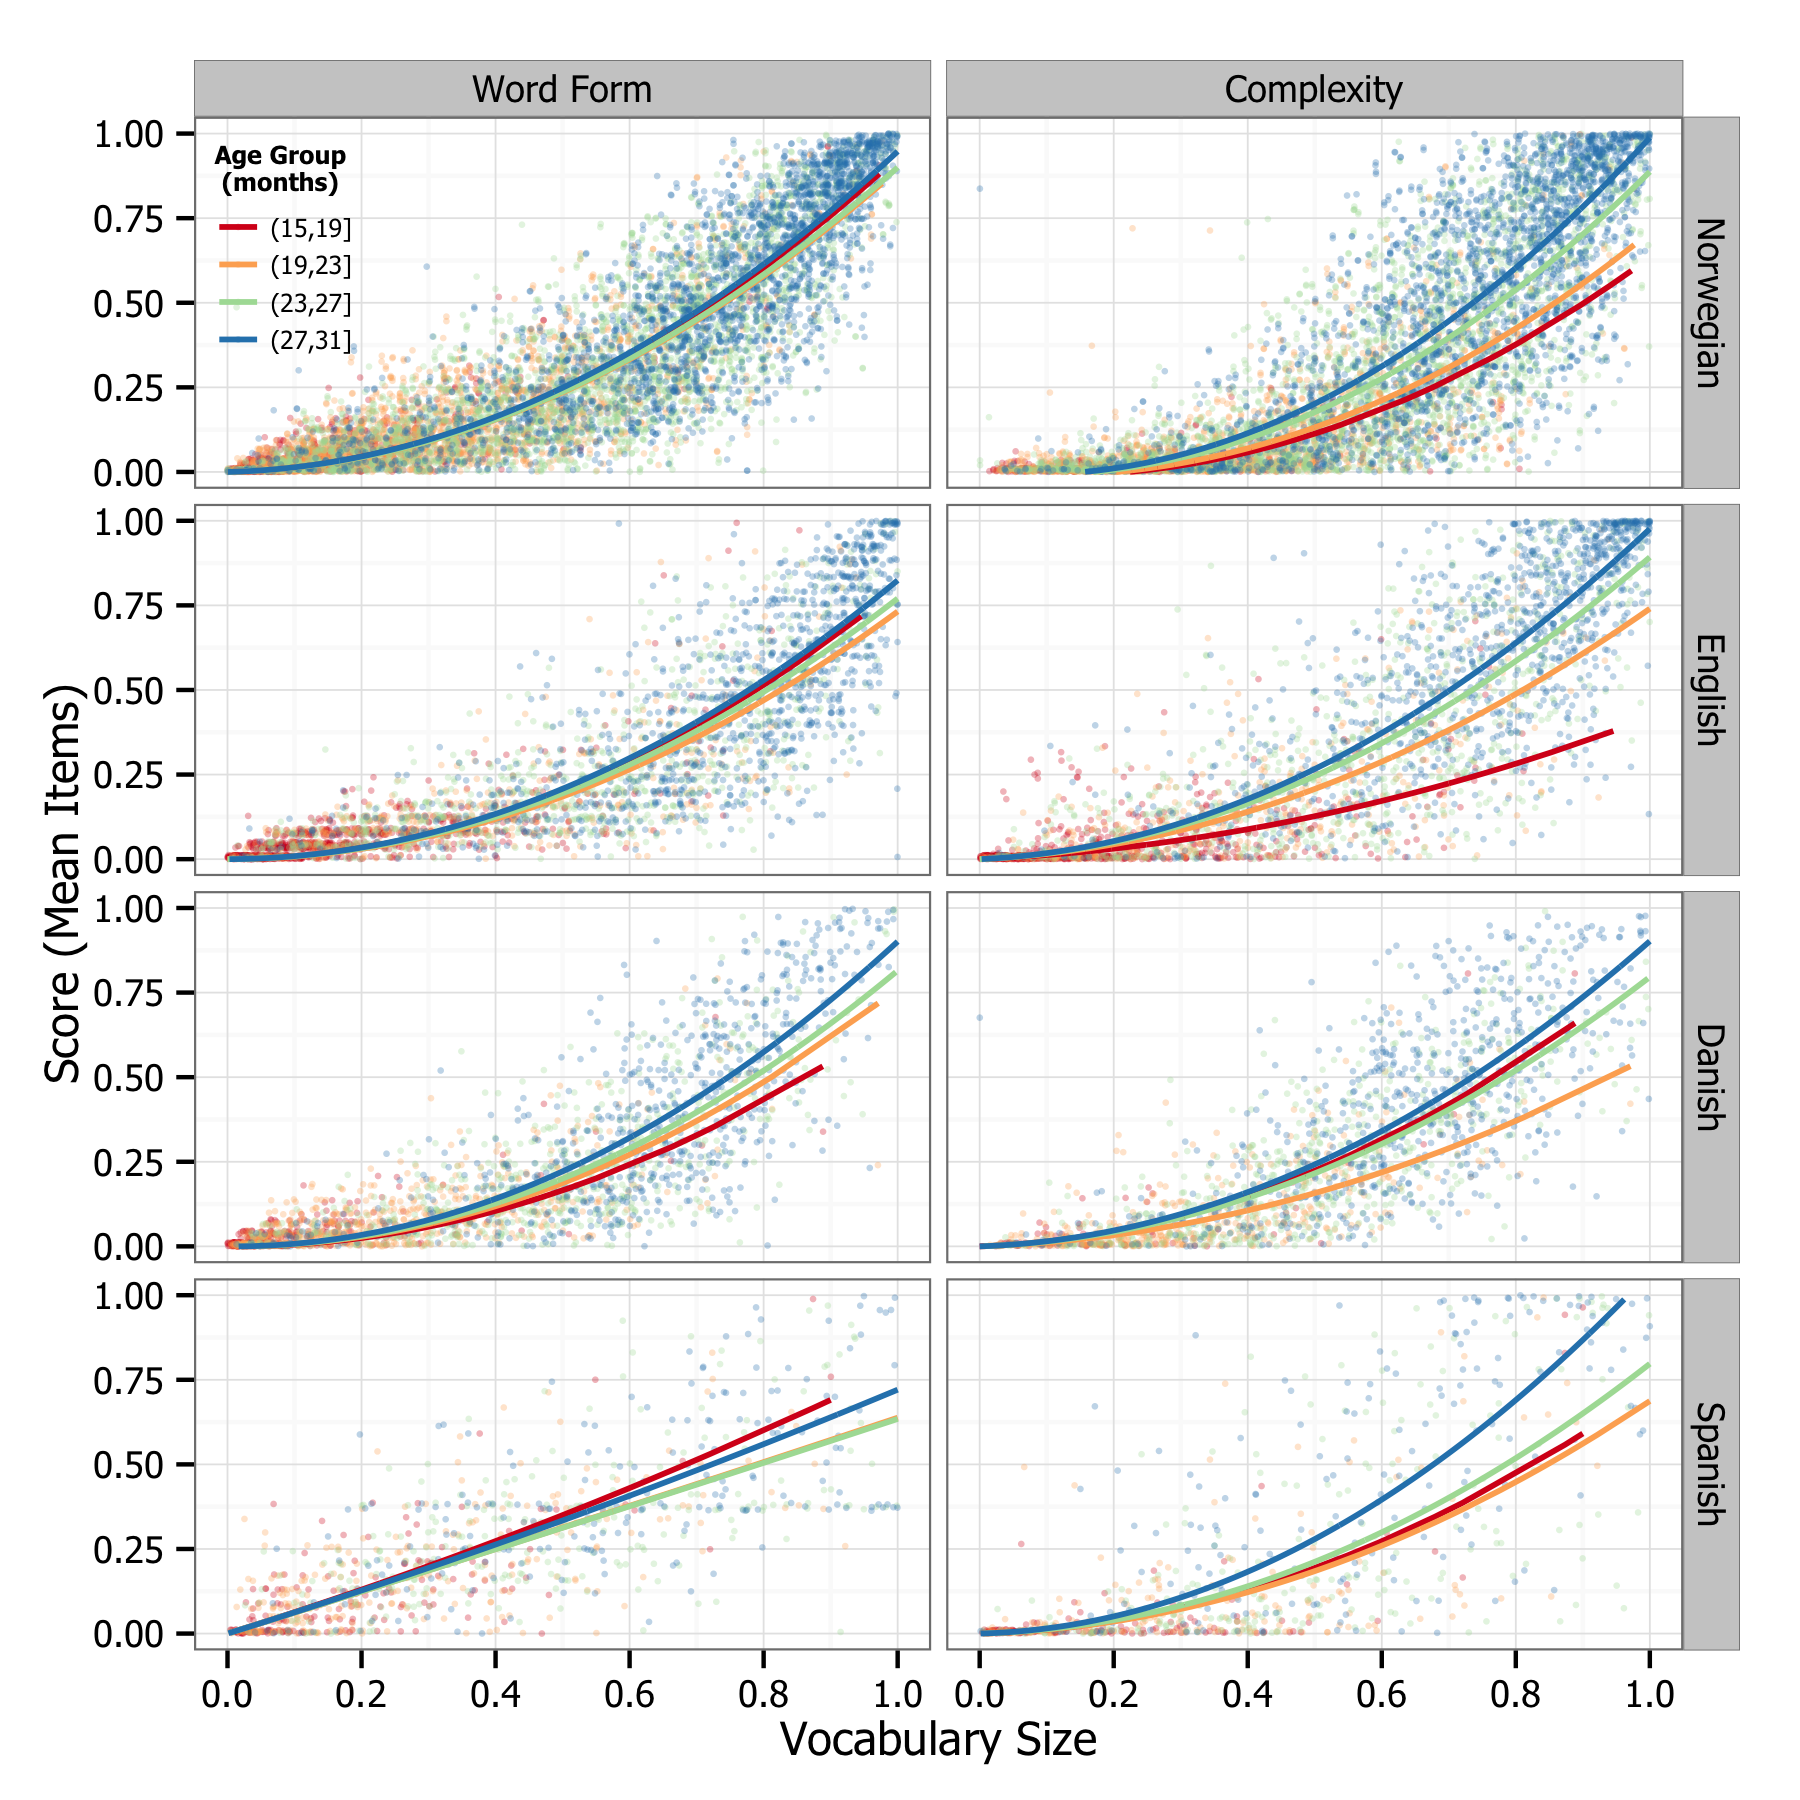 Word Form
Complexity
Age Group
(months)
(15,19]
(19,23]
(23,27]
(27,31]
1.00
0.75
0.50
0.25
0.00
Norwegian
1.00
0.75
0.50
0.25
0.00
English
1.00
0.75
0.50
0.25
0.00
Danish
1.00
0.75
0.50
0.25
0.00
Spanish
Score (Mean Items)
0.0 0.2 0.4 0.6 0.8 1.0
0.0 0.2 0.4 0.6 0.8 1.0
Vocabulary Size